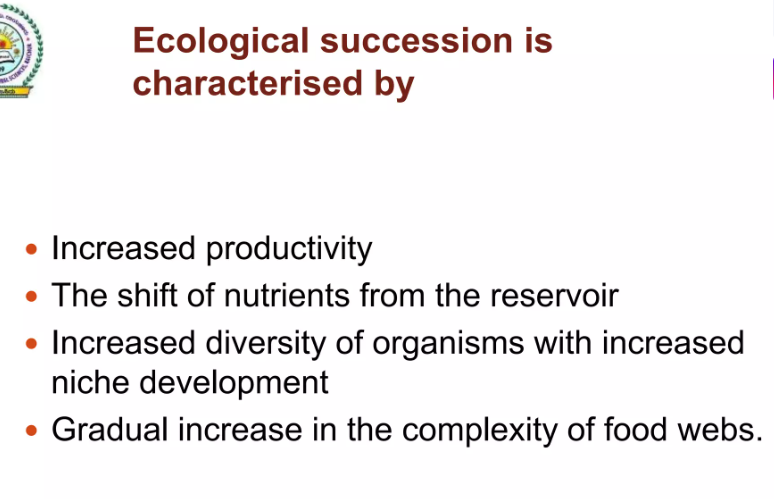 Ecological succession is
characterised by
• Increased productivity
• The shift of nutrients from the reservoir
• Increased diversity of organisms with increased
niche development
• Gradual increase in the complexity of food webs.